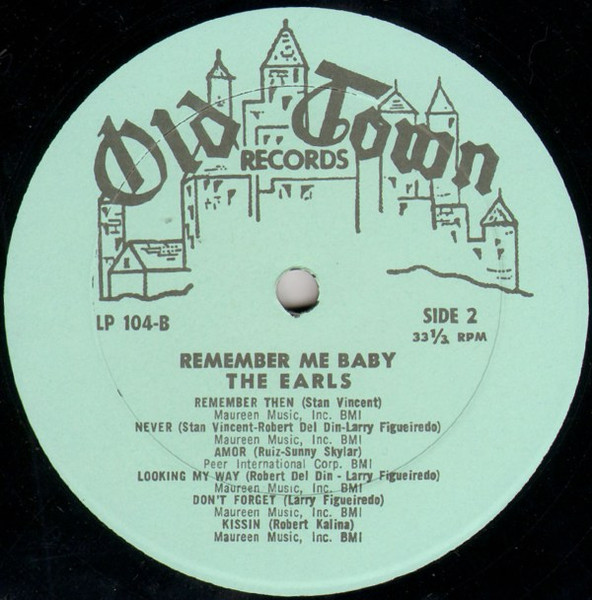 Old Town
RECORDS
LP 104-B
SIDE 2
33⅓ RPM
REMEMBER ME BABY
THE EARLS
REMEMBER THEN (Stan Vincent)
Maureen Music, Inc. BMI
NEVER (Stan Vincent-Robert Del Din-Larry Figueiredo)
Maureen Music, Inc. BMI
AMOR (Ruiz-Sunny Skylar)
Peer International Corp. BMI
LOOKING MY WAY (Robert Del Din - Larry Figueiredo)
Maureen Music, Inc. BMI
DON'T FORGET (Larry Figueiredo)
Maureen Music, Inc. BMI
KISSIN (Robert Kalina)
Maureen Music, Inc. BMI